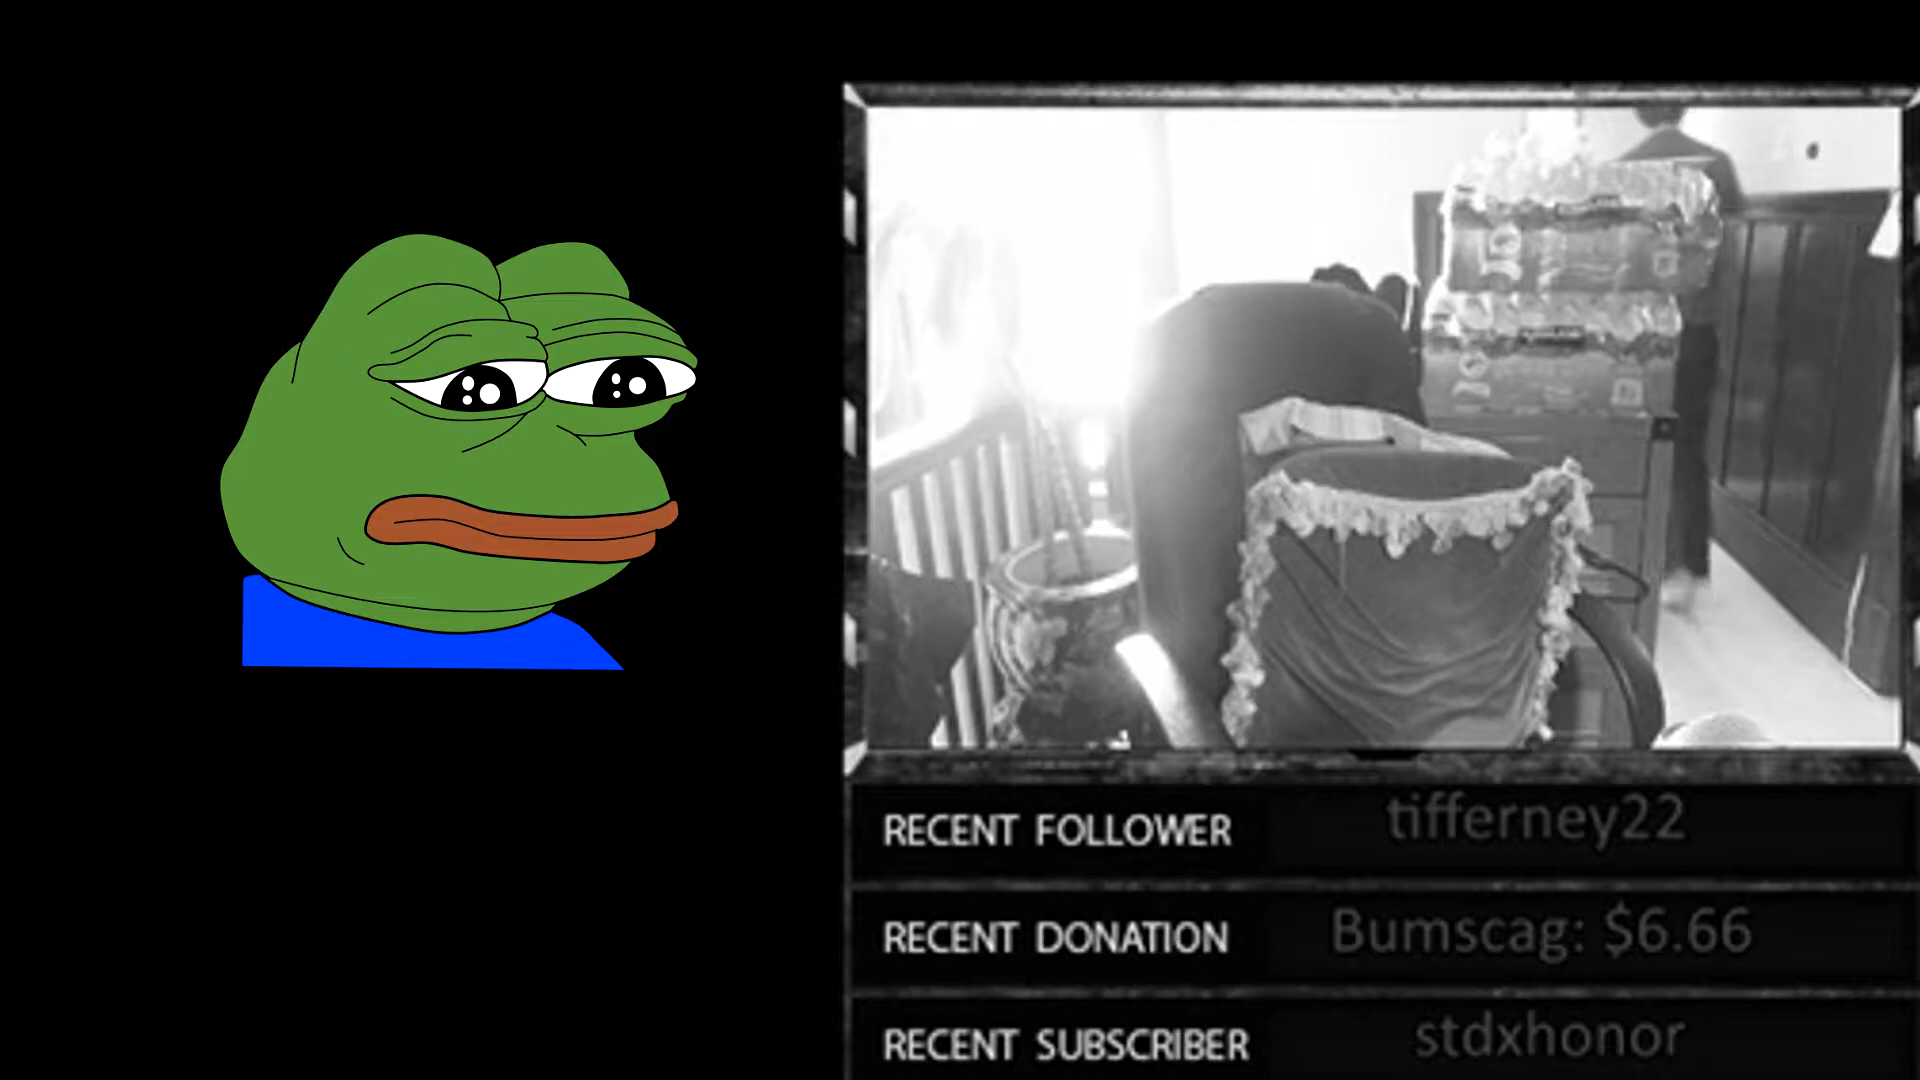 RECENT FOLLOWER tifferney22
RECENT DONATION Bumscag: $6.66
RECENT SUBSCRIBER stdxhonor